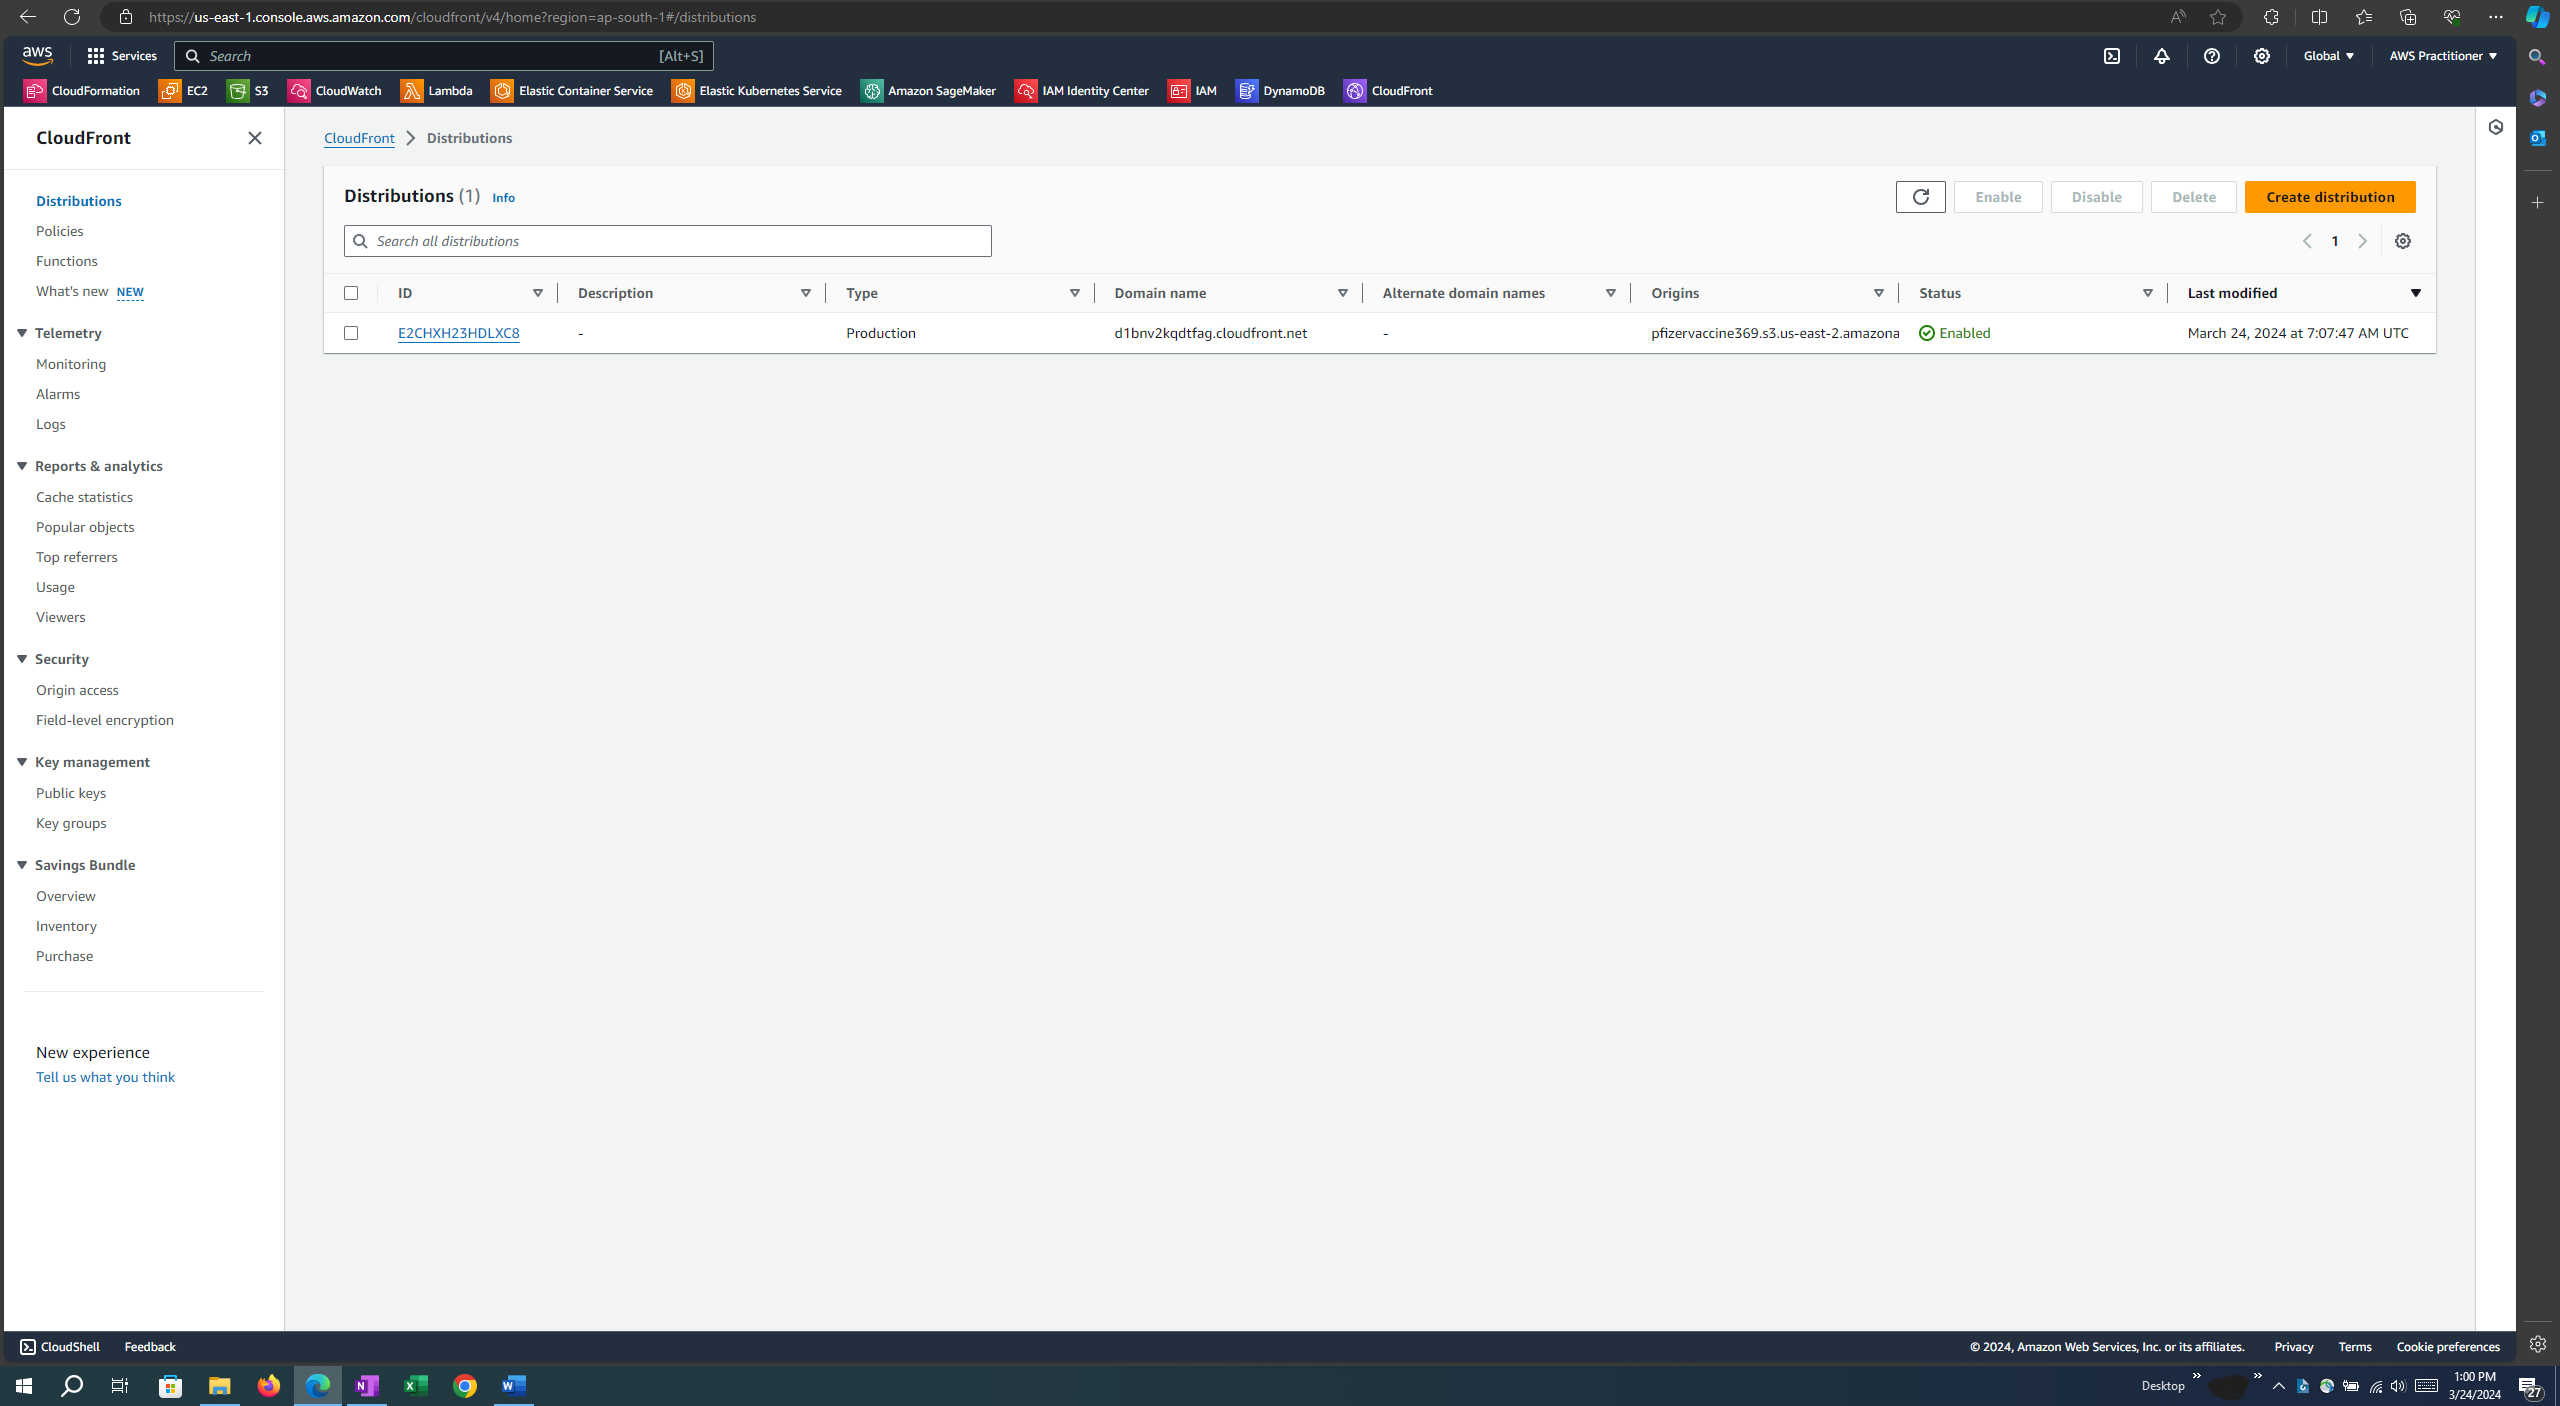 https://us-east-1.console.aws.amazon.com/cloudfront/v4/home?region=ap-south-1#/distributions
aws Services Search [Alt+S] Global AWS Practitioner
CloudFormation EC2 S3 CloudWatch Lambda Elastic Container Service Elastic Kubernetes Service Amazon SageMaker IAM Identity Center IAM DynamoDB CloudFront
CloudFront
Distributions
Policies
Functions
What's new NEW
Telemetry
Monitoring
Alarms
Logs
Reports & analytics
Cache statistics
Popular objects
Top referrers
Usage
Viewers
Security
Origin access
Field-level encryption
Key management
Public keys
Key groups
Savings Bundle
Overview
Inventory
Purchase
New experience
Tell us what you think
CloudFront Distributions
Distributions (1) Info Enable Disable Delete Create distribution
Search all distributions 1
ID Description Type Domain name Alternate domain names Origins Status Last modified
E2CHXH23HDLXC8 - Production d1bnv2kqdtfag.cloudfront.net - pfizervaccine369.s3.us-east-2.amazona Enabled March 24, 2024 at 7:07:47 AM UTC
CloudShell Feedback © 2024, Amazon Web Services, Inc. or its affiliates. Privacy Terms Cookie preferences
Desktop 1:00 PM
3/24/2024 27